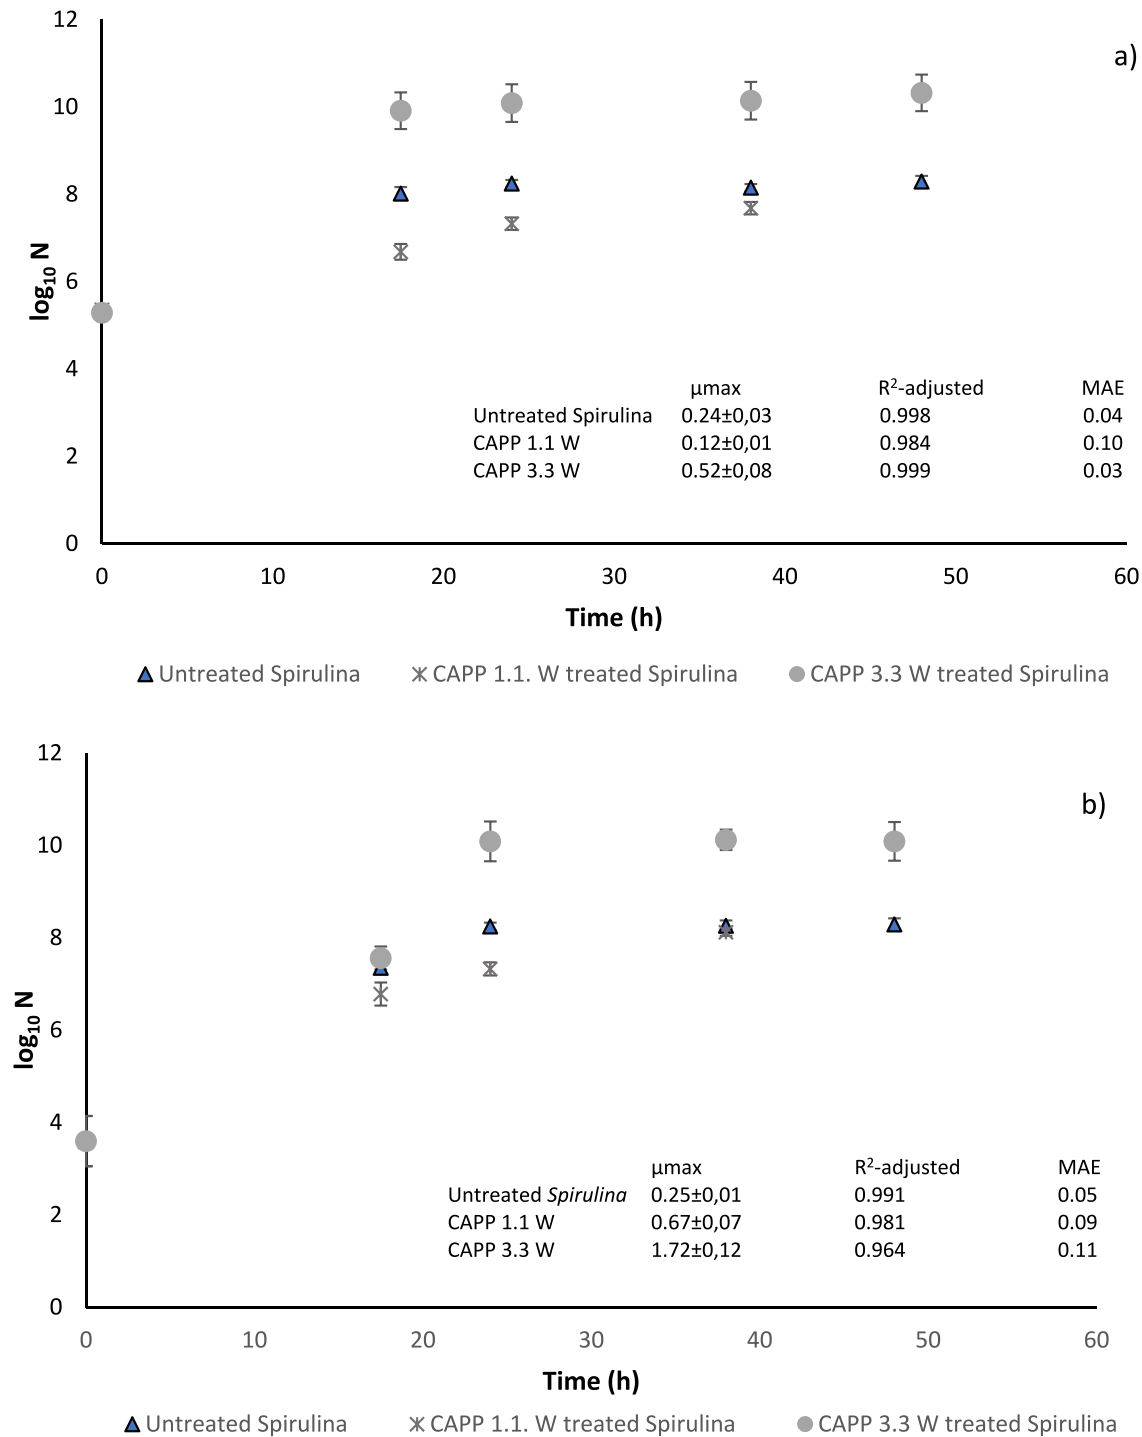 12
a)
10
8
6
log10 N
4
µmax R2-adjusted MAE
Untreated Spirulina 0.24±0,03 0.998 0.04
CAPP 1.1 W 0.12±0,01 0.984 0.10
2
CAPP 3.3 W 0.52±0,08 0.999 0.03
0
0 10 20 30 40 50 60
Time (h)
Untreated Spirulina CAPP 1.1. W treated Spirulina CAPP 3.3 W treated Spirulina
12
b)
10
8
log10 N
6
4
µmax R2-adjusted MAE
Untreated Spirulina 0.25±0,01 0.991 0.05
2
CAPP 1.1 W 0.67±0,07 0.981 0.09
CAPP 3.3 W 1.72±0,12 0.964 0.11
0
0 10 20 30 40 50 60
Time (h)
Untreated Spirulina CAPP 1.1. W treated Spirulina CAPP 3.3 W treated Spirulina